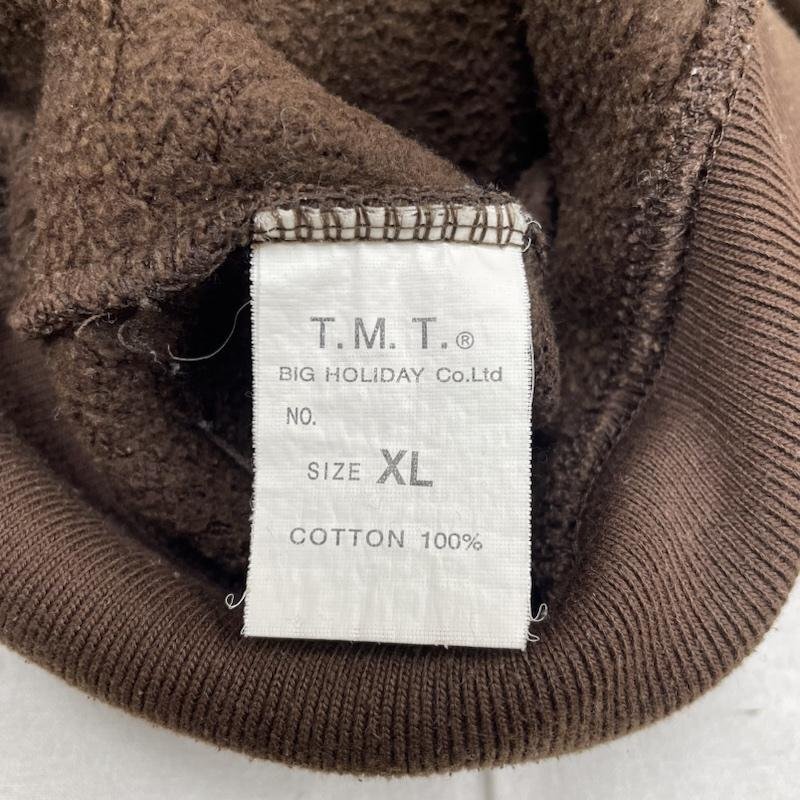 T.M.T.®
BIG HOLIDAY Co.Ltd
NO.
SIZE XL
COTTON 100%